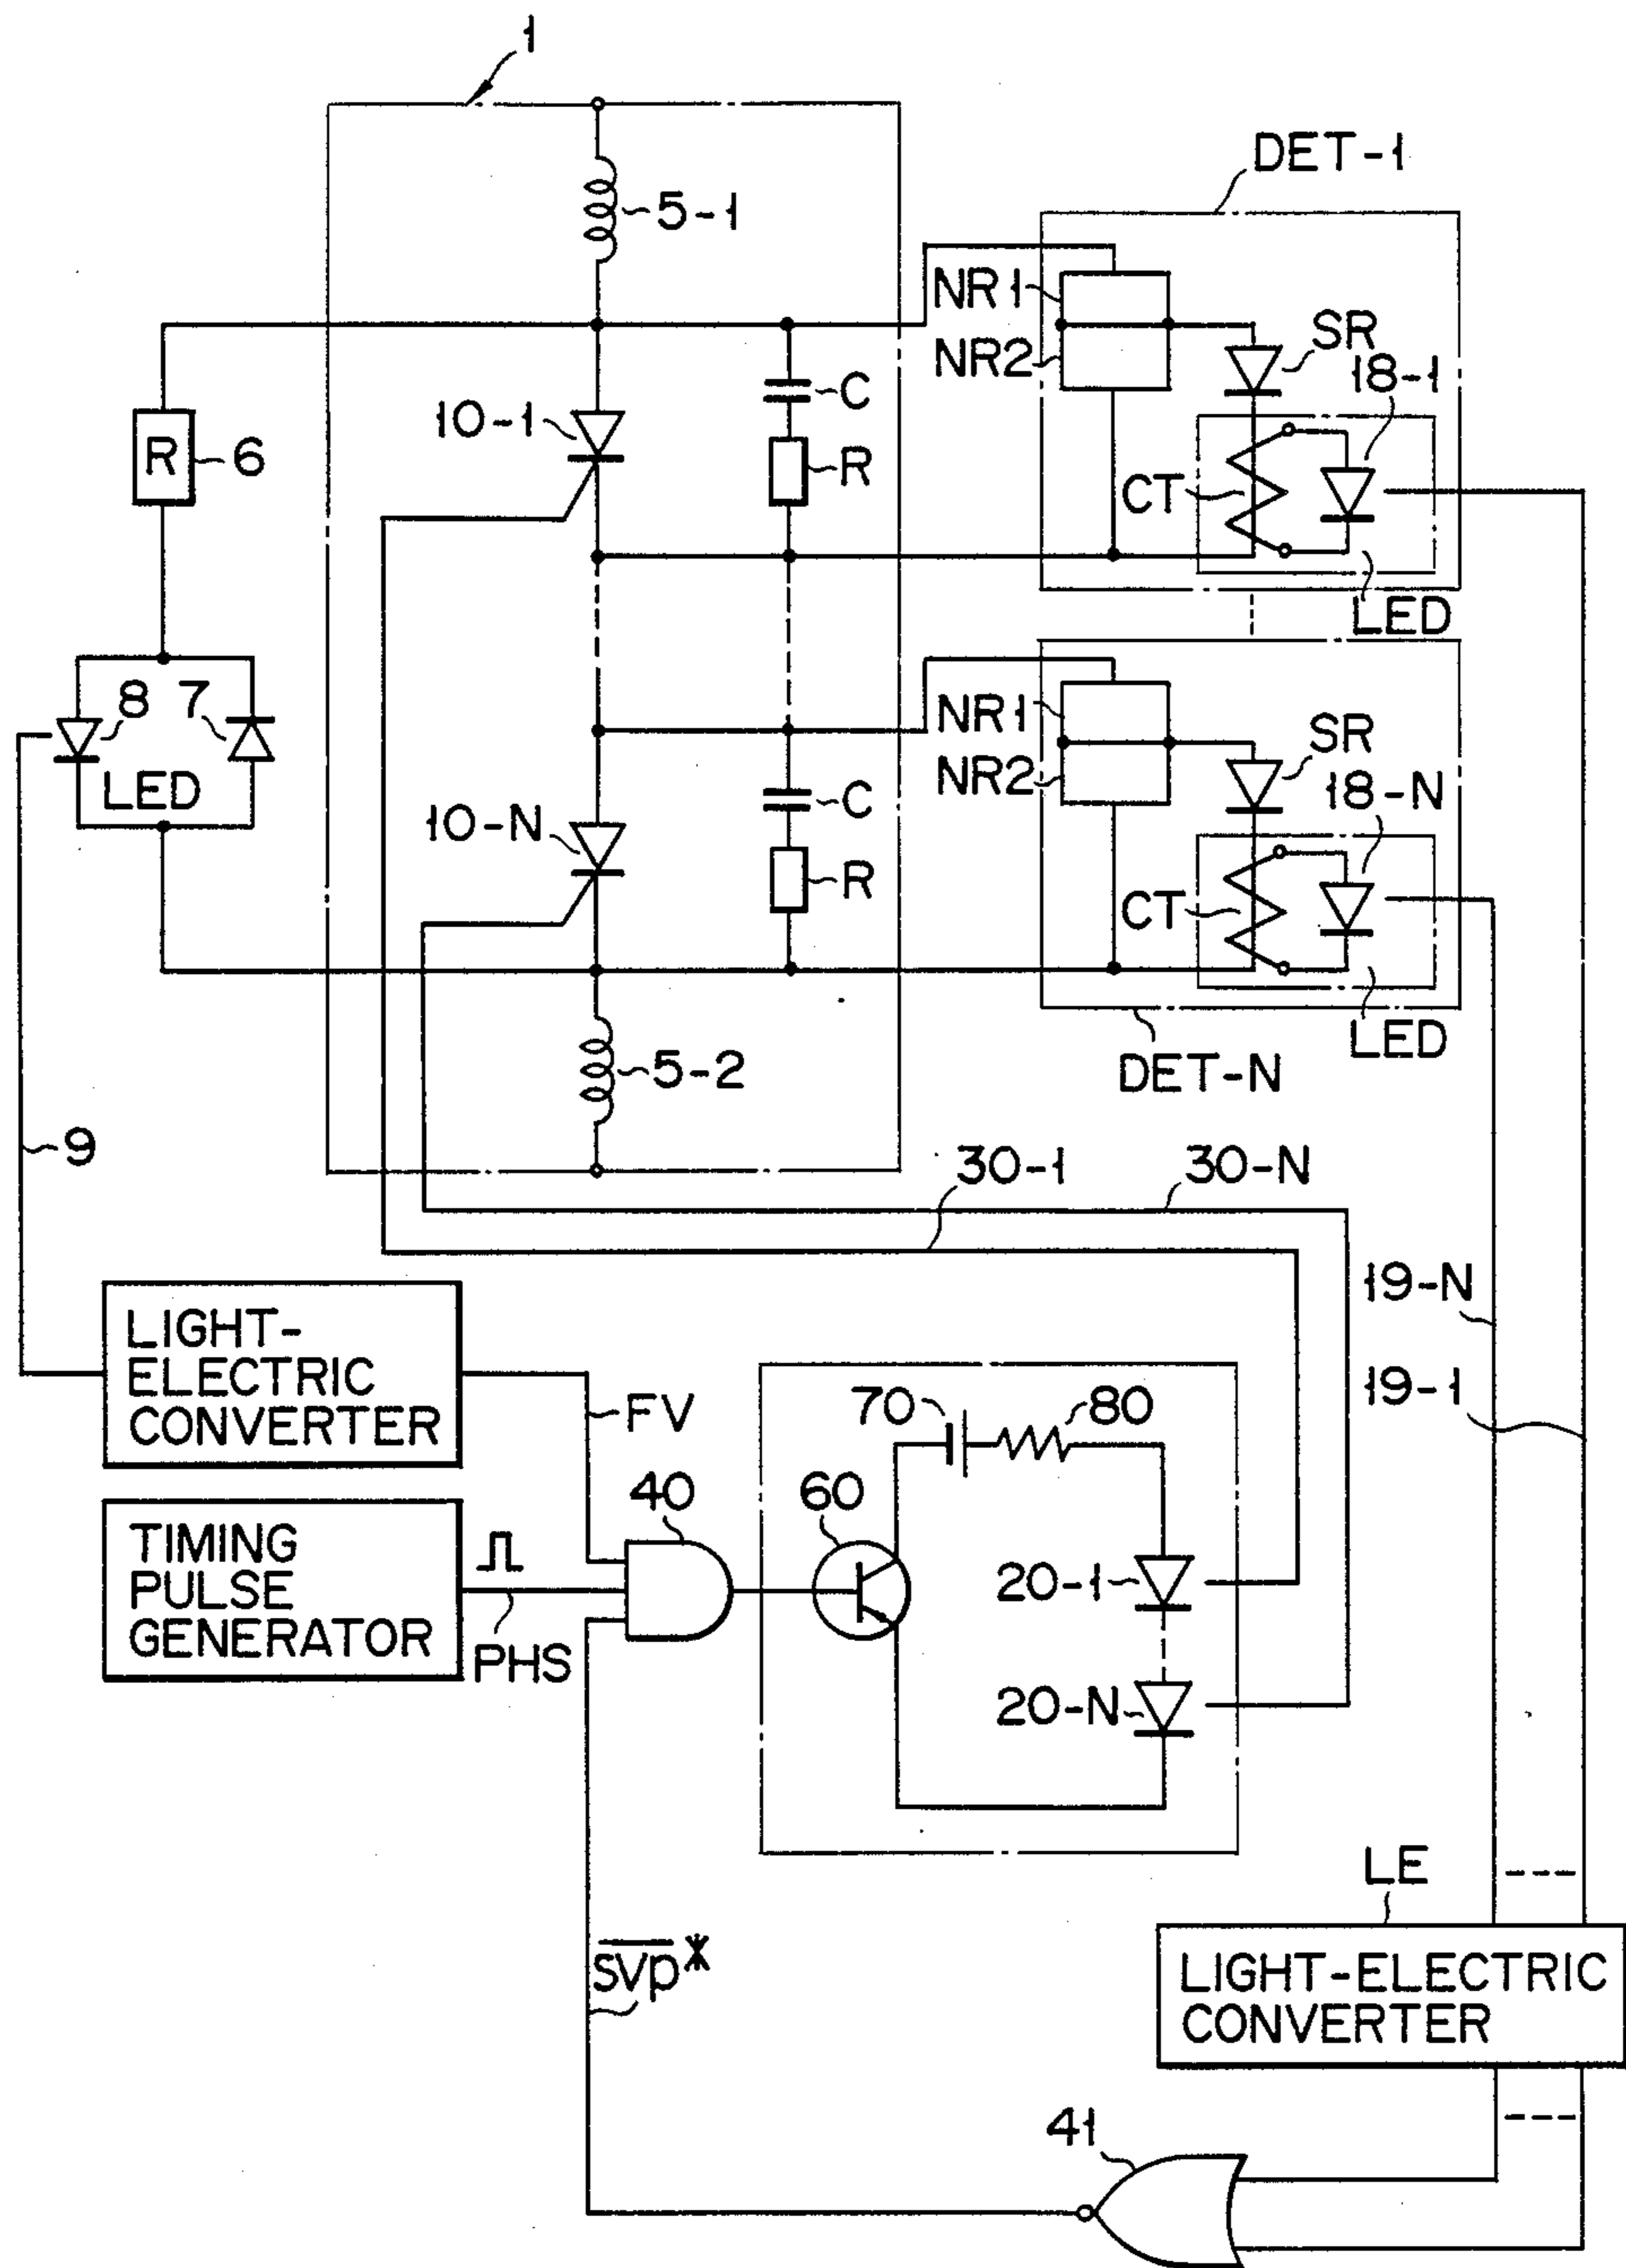 1
DET-1
5-1
NR1
NR2
SR
18-1
C
10-1
R
R
6
CT
LED
8
7
LED
NR1
NR2
SR
18-N
C
10-N
R
CT
LED
5-2
DET-N
9
30-1
30-N
19-N
19-1
LIGHT-
ELECTRIC
CONVERTER
FV
70
80
40
60
TIMING
PULSE
GENERATOR
PHS
20-1
20-N
LE
SVp*
LIGHT-ELECTRIC
CONVERTER
41